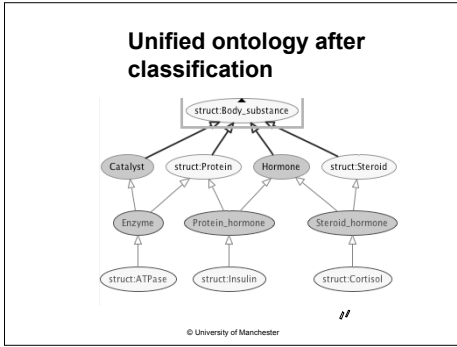 Unified ontology after
classification
struct:Body_substance
Catalyst struct:Protein Hormone struct:Steroid
Enzyme Protein_hormone Steroid_hormone
struct:ATPase struct:Insulin struct:Cortisol
© University of Manchester